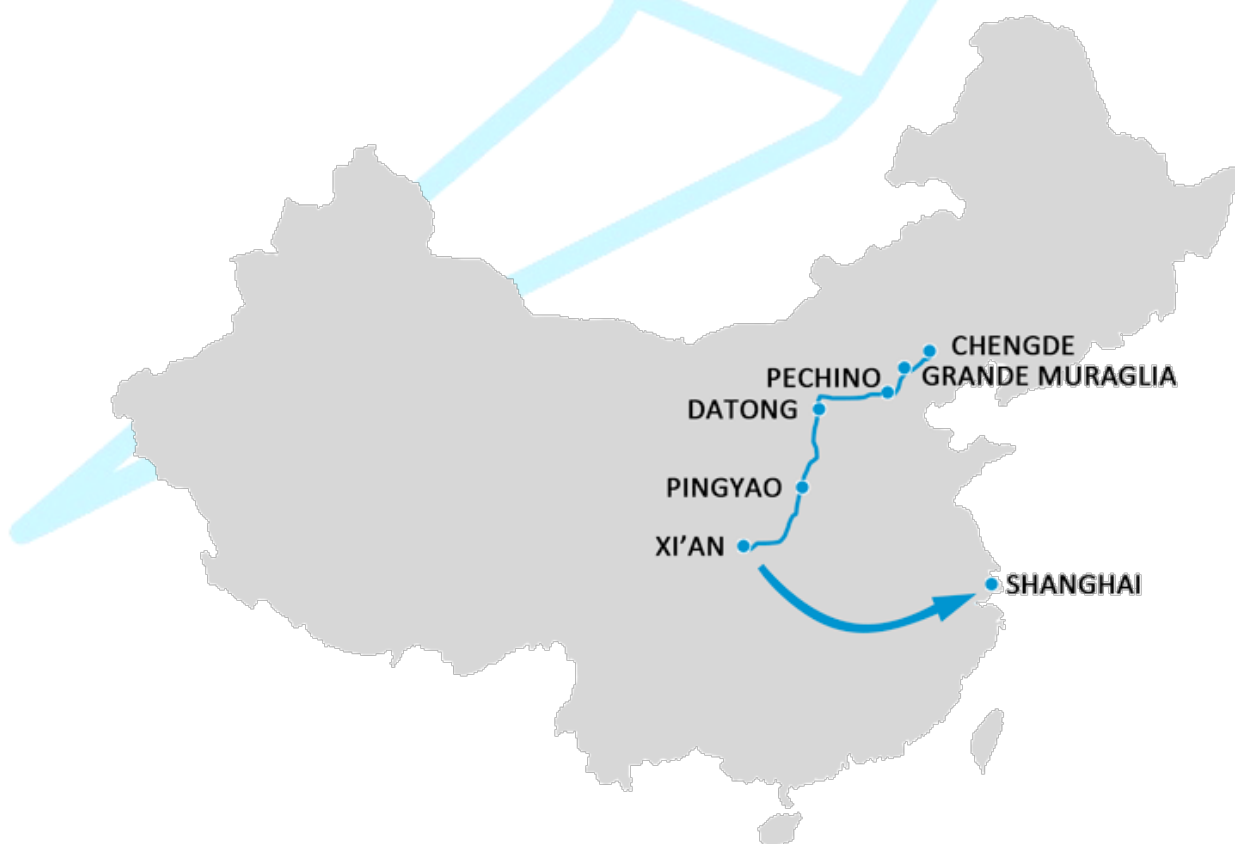 CHENGDE
GRANDE MURAGLIA
PECHINO
DATONG
PINGYAO
XI'AN
SHANGHAI